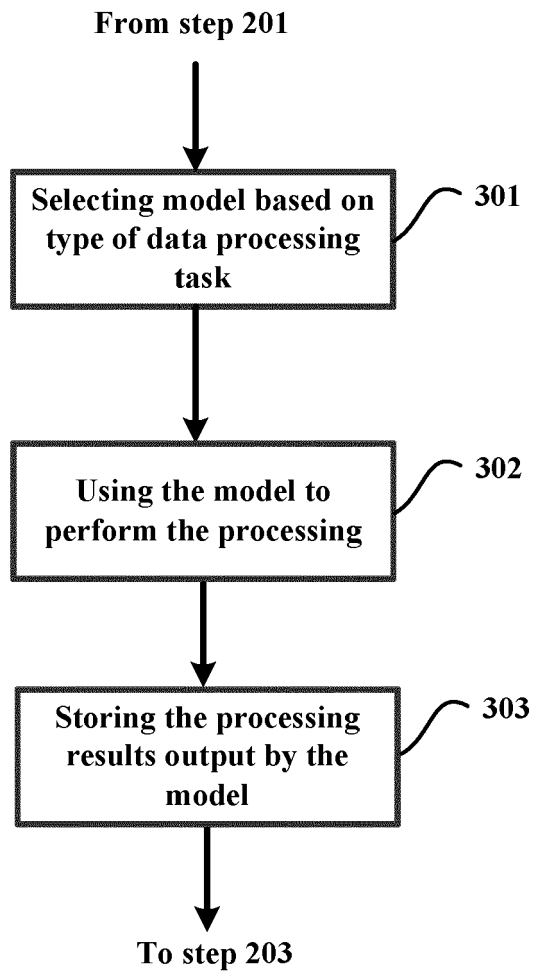 From step 201
Selecting model based on
type of data processing
task
301
Using the model to
perform the processing
302
Storing the processing
results output by the
model
303
To step 203